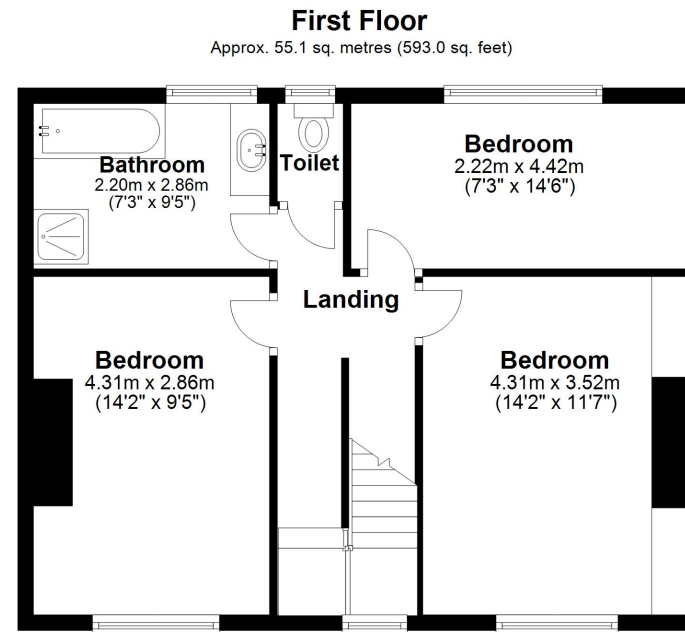 First Floor
Approx. 55.1 sq. metres (593.0 sq. feet)
Bathroom
2.20m x 2.86m
(7'3" x 9'5")
Toilet
Bedroom
2.22m x 4.42m
(7'3" x 14'6")
Landing
Bedroom
4.31m x 2.86m
(14'2" x 9'5")
Bedroom
4.31m x 3.52m
(14'2" x 11'7")